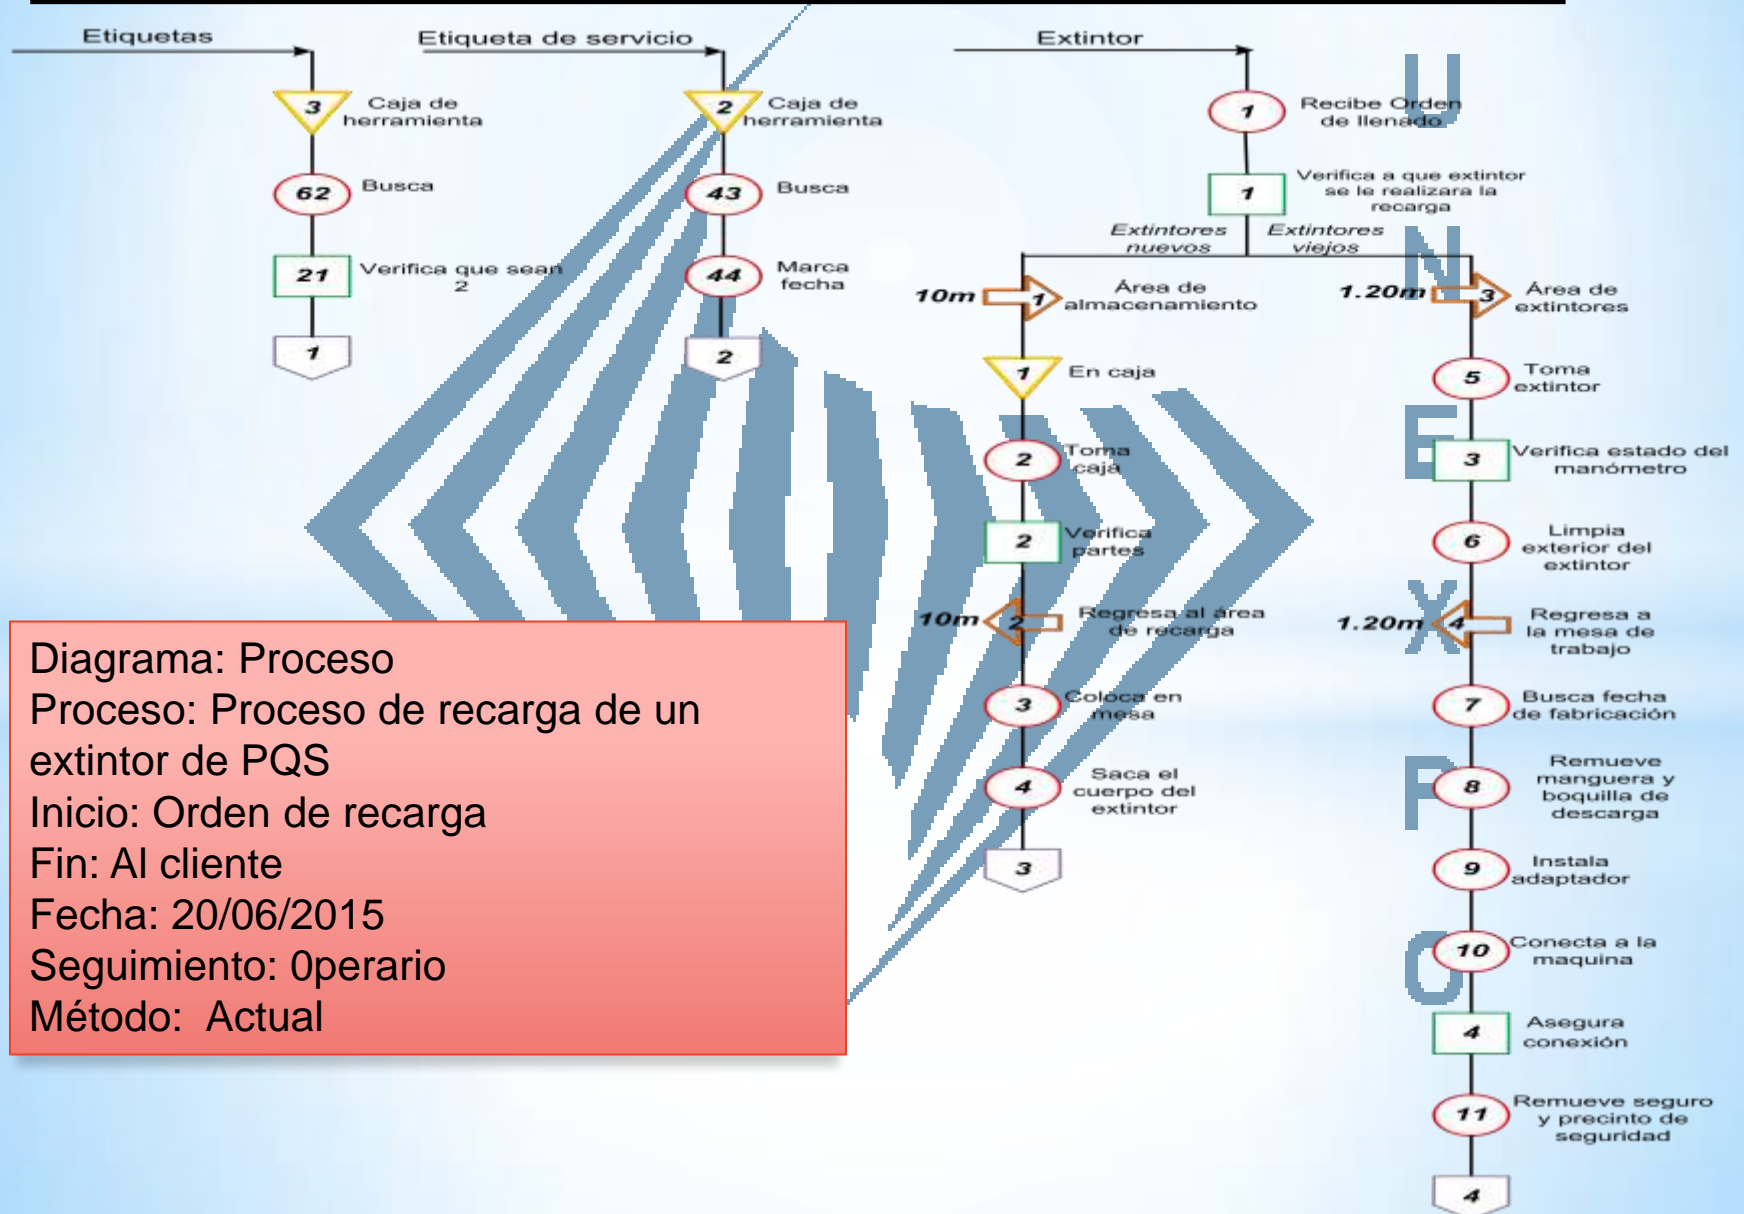 Etiquetas
3
Caja de
herramienta
62
Busca
21
Verifica que sean
2
1
Etiqueta de servicio
2
Caja de
herramienta
43
Busca
44
Marca
fecha
2
Extintor
1
Recibe Orden
de llenado
1
Verifica a que extintor
se le realizara la
recarga
Extintores
nuevos
Extintores
viejos
10m
1
Área de
almacenamiento
1
En caja
2
Toma
caja
2
Verifica
partes
10m
2
Regresa al área
de recarga
3
Coloca en
mesa
4
Saca el
cuerpo del
extintor
3
1.20m
3
Área de
extintores
5
Toma
extintor
3
Verifica estado del
manómetro
6
Limpia
exterior del
extintor
1.20m
4
Regresa a
la mesa de
trabajo
7
Busca fecha
de fabricación
8
Remueve
manguera y
boquilla de
descarga
9
Instala
adaptador
10
Conecta a la
maquina
4
Asegura
conexión
11
Remueve seguro
y precinto de
seguridad
4
U
N
E
X
P
O
Diagrama: Proceso
Proceso: Proceso de recarga de un
extintor de PQS
Inicio: Orden de recarga
Fin: Al cliente
Fecha: 20/06/2015
Seguimiento: 0perario
Método:  Actual